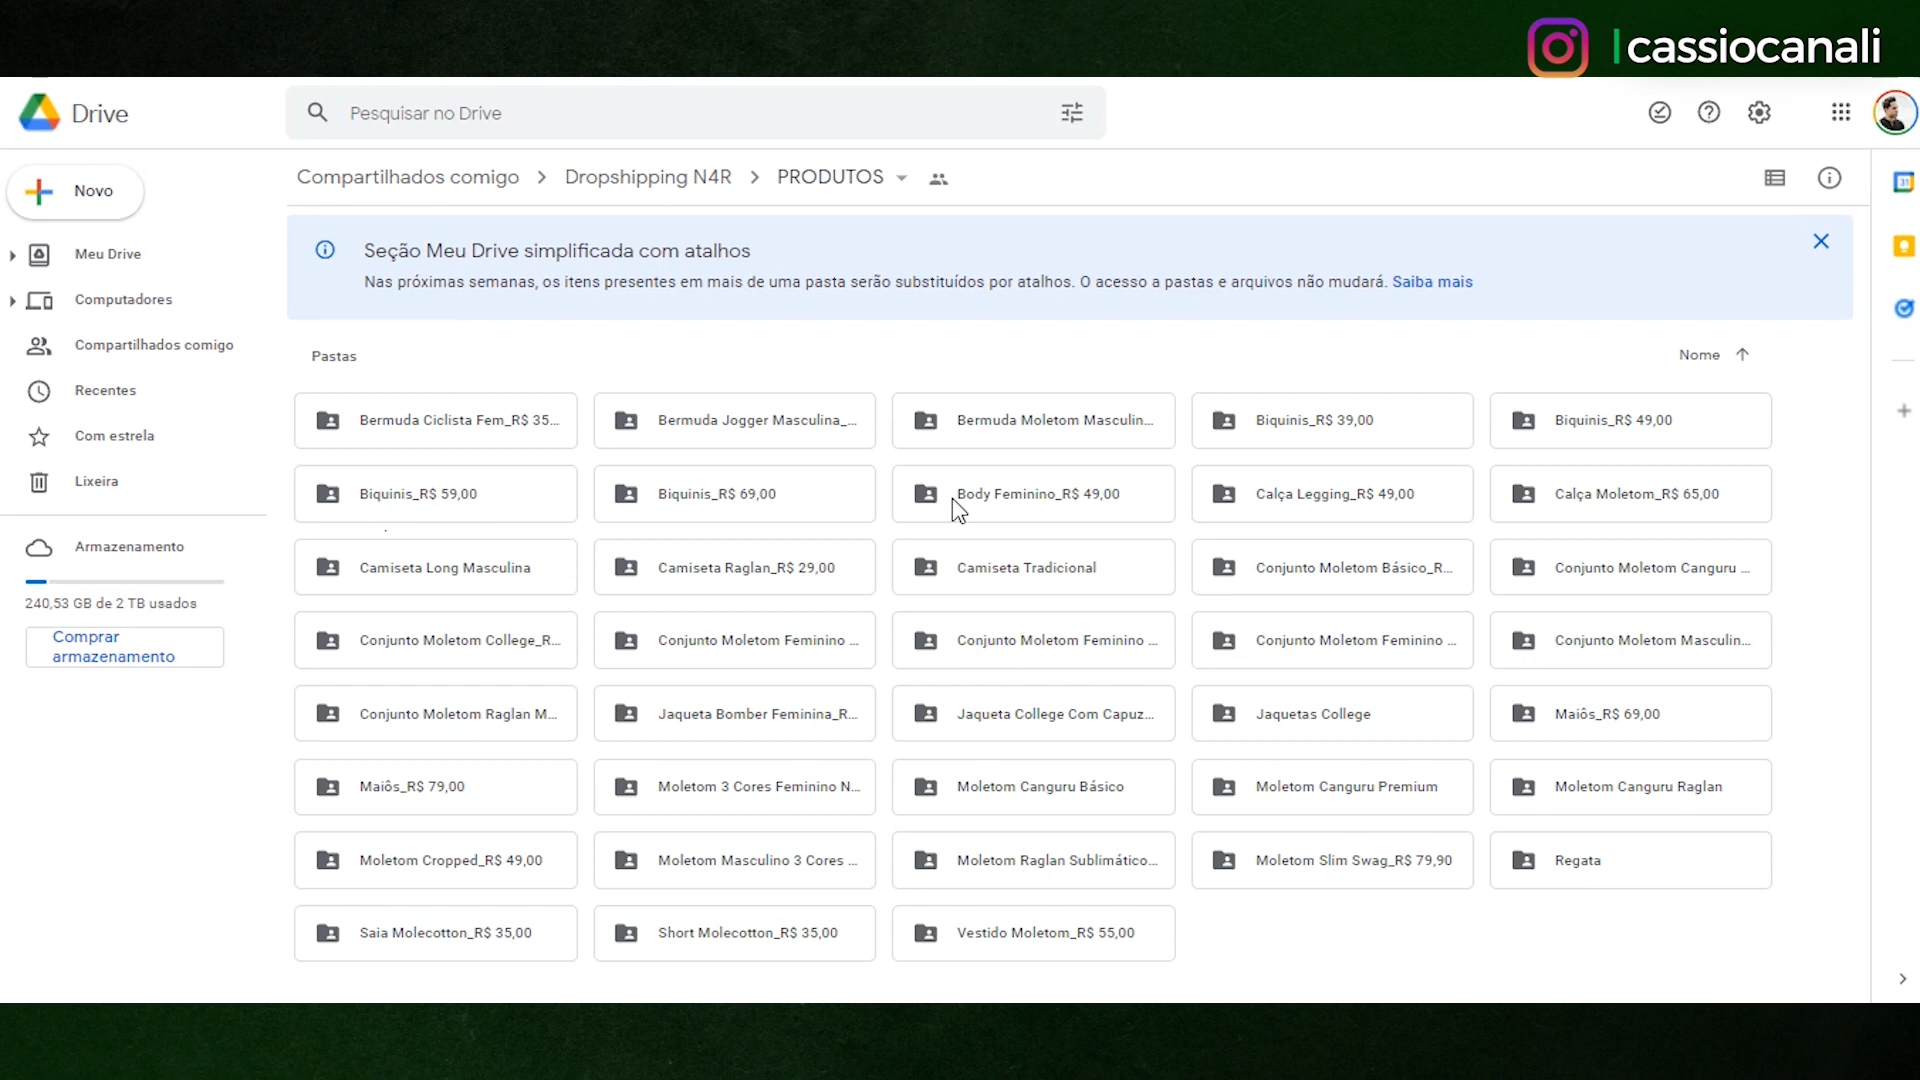 cassiocanali
Drive
Pesquisar no Drive
Novo
Compartilhados comigo
Dropshipping N4R
PRODUTOS
Seção Meu Drive simplificada com atalhos
Nas próximas semanas, os itens presentes em mais de uma pasta serão substituídos por atalhos. O acesso a pastas e arquivos não mudará. Saiba mais
Meu Drive
Computadores
Compartilhados comigo
Recentes
Com estrela
Lixeira
Armazenamento
240,53 GB de 2 TB usados
Comprar
armazenamento
Pastas
Nome
Bermuda Ciclista Fem_R$ 35...
Bermuda Jogger Masculina_...
Bermuda Moletom Masculin...
Biquinis_R$ 39,00
Biquinis_R$ 49,00
Biquinis_R$ 59,00
Biquinis_R$ 69,00
Body Feminino_R$ 49,00
Calça Legging_R$ 49,00
Calça Moletom_R$ 65,00
Camiseta Long Masculina
Camiseta Raglan_R$ 29,00
Camiseta Tradicional
Conjunto Moletom Básico_R...
Conjunto Moletom Canguru ...
Conjunto Moletom College_R...
Conjunto Moletom Feminino ...
Conjunto Moletom Feminino ...
Conjunto Moletom Feminino ...
Conjunto Moletom Masculin...
Conjunto Moletom Raglan M...
Jaqueta Bomber Feminina_R...
Jaqueta College Com Capuz...
Jaquetas College
Maiôs_R$ 69,00
Maiôs_R$ 79,00
Moletom 3 Cores Feminino N...
Moletom Canguru Básico
Moletom Canguru Premium
Moletom Canguru Raglan
Moletom Cropped_R$ 49,00
Moletom Masculino 3 Cores ...
Moletom Raglan Sublimático...
Moletom Slim Swag_R$ 79,90
Regata
Saia Molecotton_R$ 35,00
Short Molecotton_R$ 35,00
Vestido Moletom_R$ 55,00
31